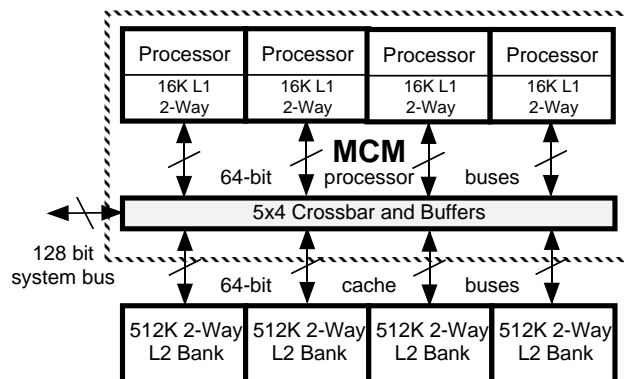 Processor Processor Processor Processor
16K L1 16K L1 16K L1 16K L1
2-Way 2-Way 2-Way 2-Way
MCM
64-bit processor buses
5x4 Crossbar and Buffers
128 bit
system bus
64-bit cache buses
512K 2-Way 512K 2-Way 512K 2-Way 512K 2-Way
L2 Bank L2 Bank L2 Bank L2 Bank